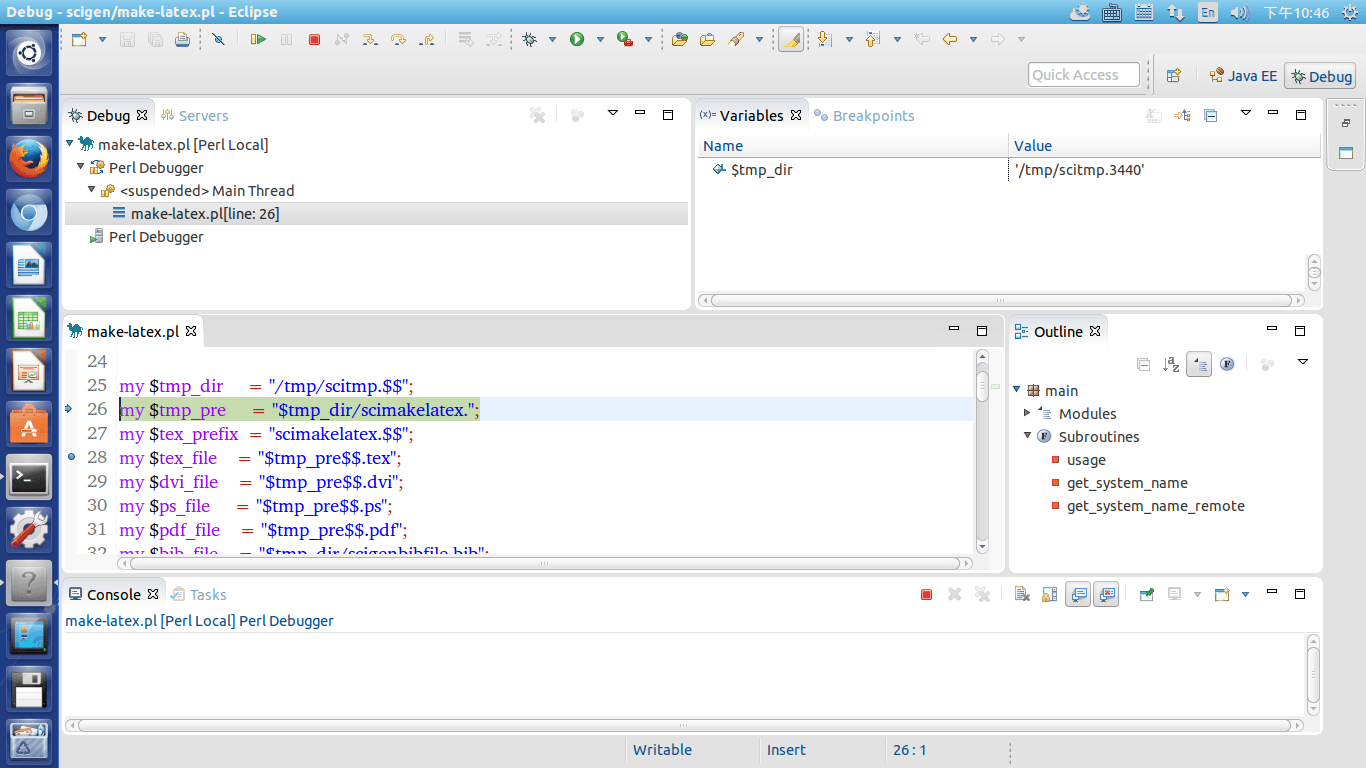 Debug - scigen/make-latex.pl - Eclipse
En
下午10:46
Quick Access
Java EE
Debug
Debug
Servers
make-latex.pl [Perl Local]
Perl Debugger
<suspended> Main Thread
make-latex.pl[line: 26]
Perl Debugger
(x)= Variables
Breakpoints
Name Value
$tmp_dir '/tmp/scitmp.3440'
make-latex.pl
24
25 my $tmp_dir = "/tmp/scitmp.$$";
26 my $tmp_pre = "$tmp_dir/scimakelatex.";
27 my $tex_prefix = "scimakelatex.$$";
28 my $tex_file = "$tmp_pre$$.tex";
29 my $dvi_file = "$tmp_pre$$.dvi";
30 my $ps_file = "$tmp_pre$$.ps";
31 my $pdf_file = "$tmp_pre$$.pdf";
32 my $bib_file = "$tmp_dir/scigenbibfile.bib";
Outline
main
Modules
Subroutines
usage
get_system_name
get_system_name_remote
Console
Tasks
make-latex.pl [Perl Local] Perl Debugger
Writable
Insert
26 : 1